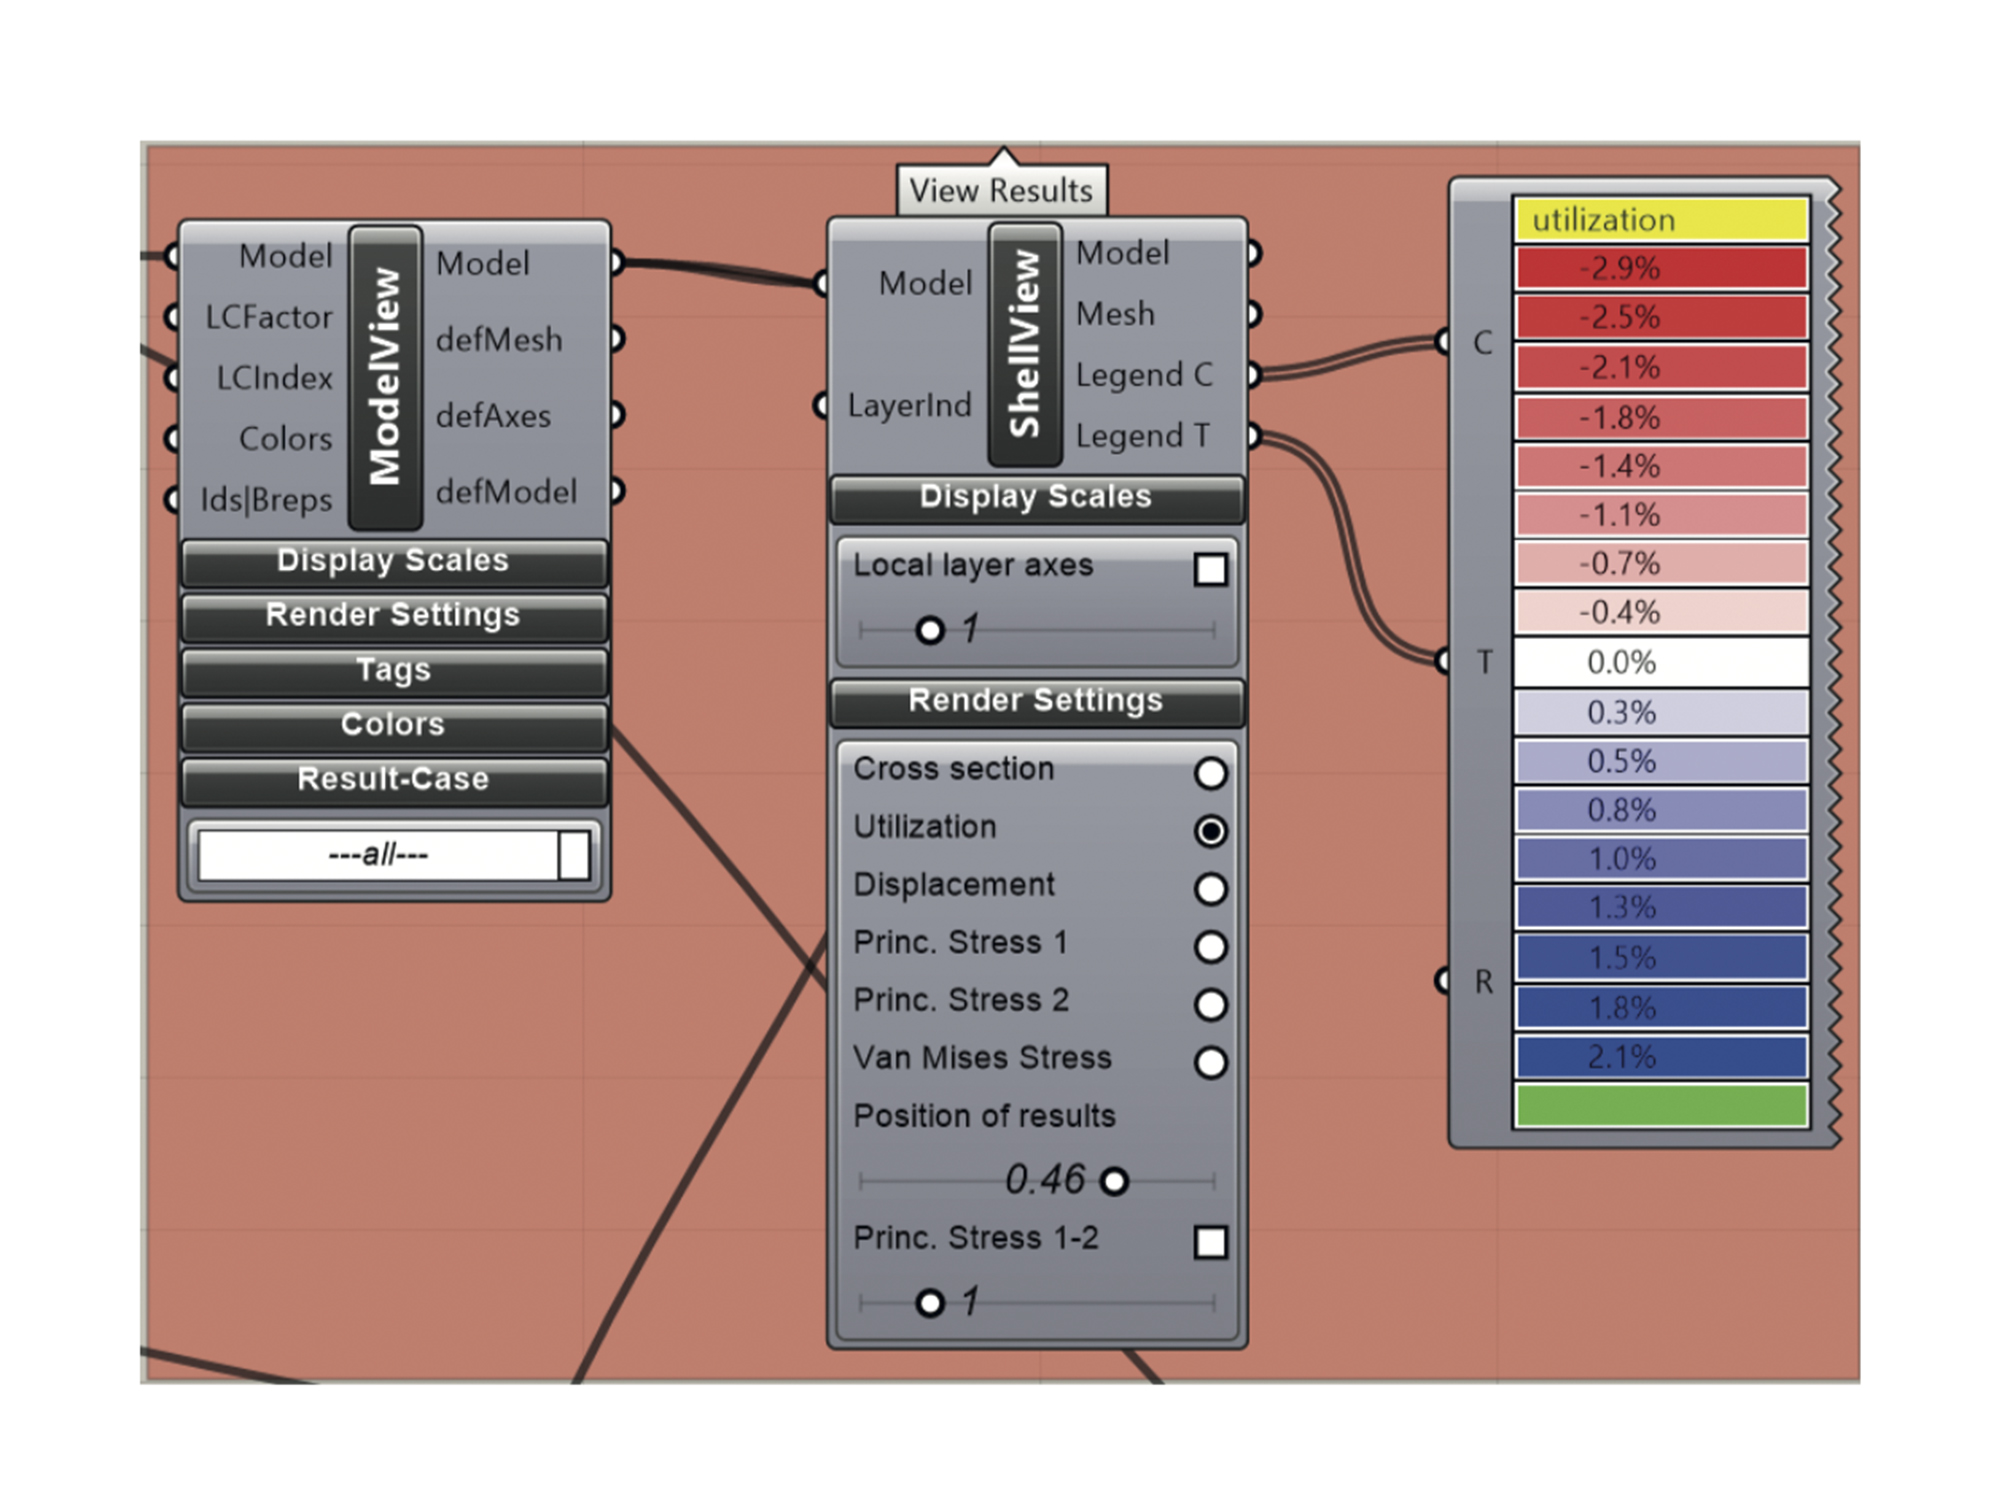 View Results
Model
LCFactor
LCIndex
Colors
Ids|Breps
ModelView
Model
defMesh
defAxes
defModel
Display Scales
Render Settings
Tags
Colors
Result-Case
---all---
Model
LayerInd
ShellView
Model
Mesh
Legend C
Legend T
Display Scales
Local layer axes
1
Render Settings
Cross section
Utilization
Displacement
Princ. Stress 1
Princ. Stress 2
Van Mises Stress
Position of results
0.46
Princ. Stress 1-2
1
C
T
R
utilization
-2.9%
-2.5%
-2.1%
-1.8%
-1.4%
-1.1%
-0.7%
-0.4%
0.0%
0.3%
0.5%
0.8%
1.0%
1.3%
1.5%
1.8%
2.1%